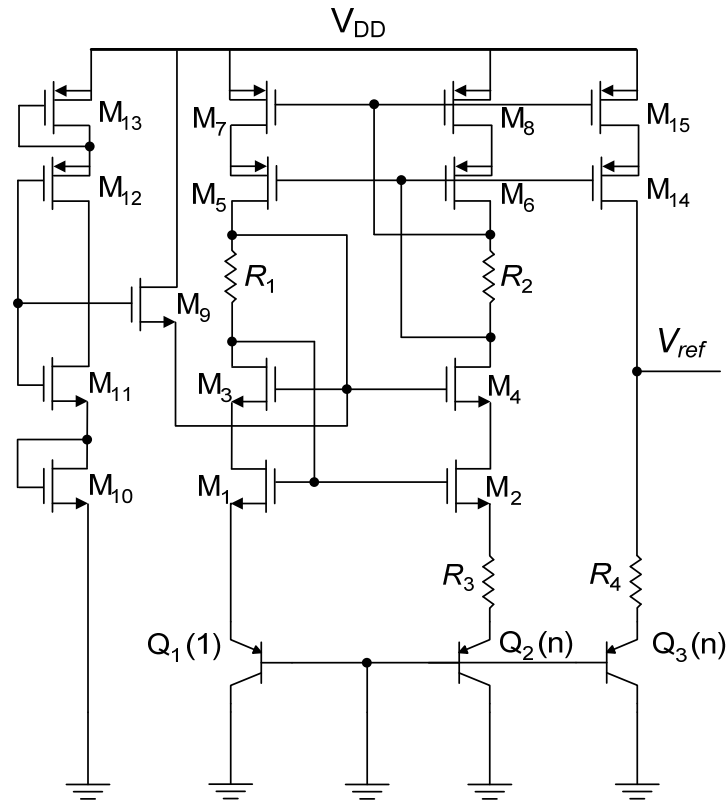 V_DD
M_13
M_7
M_8
M_15
M_12
M_5
M_6
M_14
R_1
R_2
M_9
V_ref
M_11
M_3
M_4
M_10
M_1
M_2
R_3
R_4
Q_1(1)
Q_2(n)
Q_3(n)